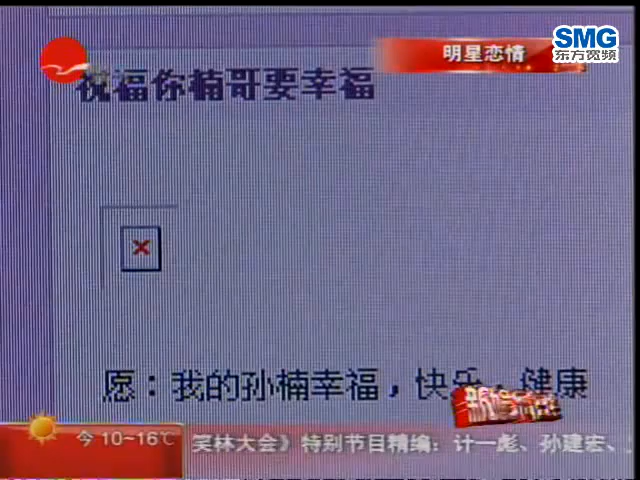 SMG
东方宽频
明星恋情
祝福你楠哥要幸福
愿：我的孙楠幸福，快乐，健康
今 10~16℃
笑林大会》特别节目精编：计一彪、孙建宏、